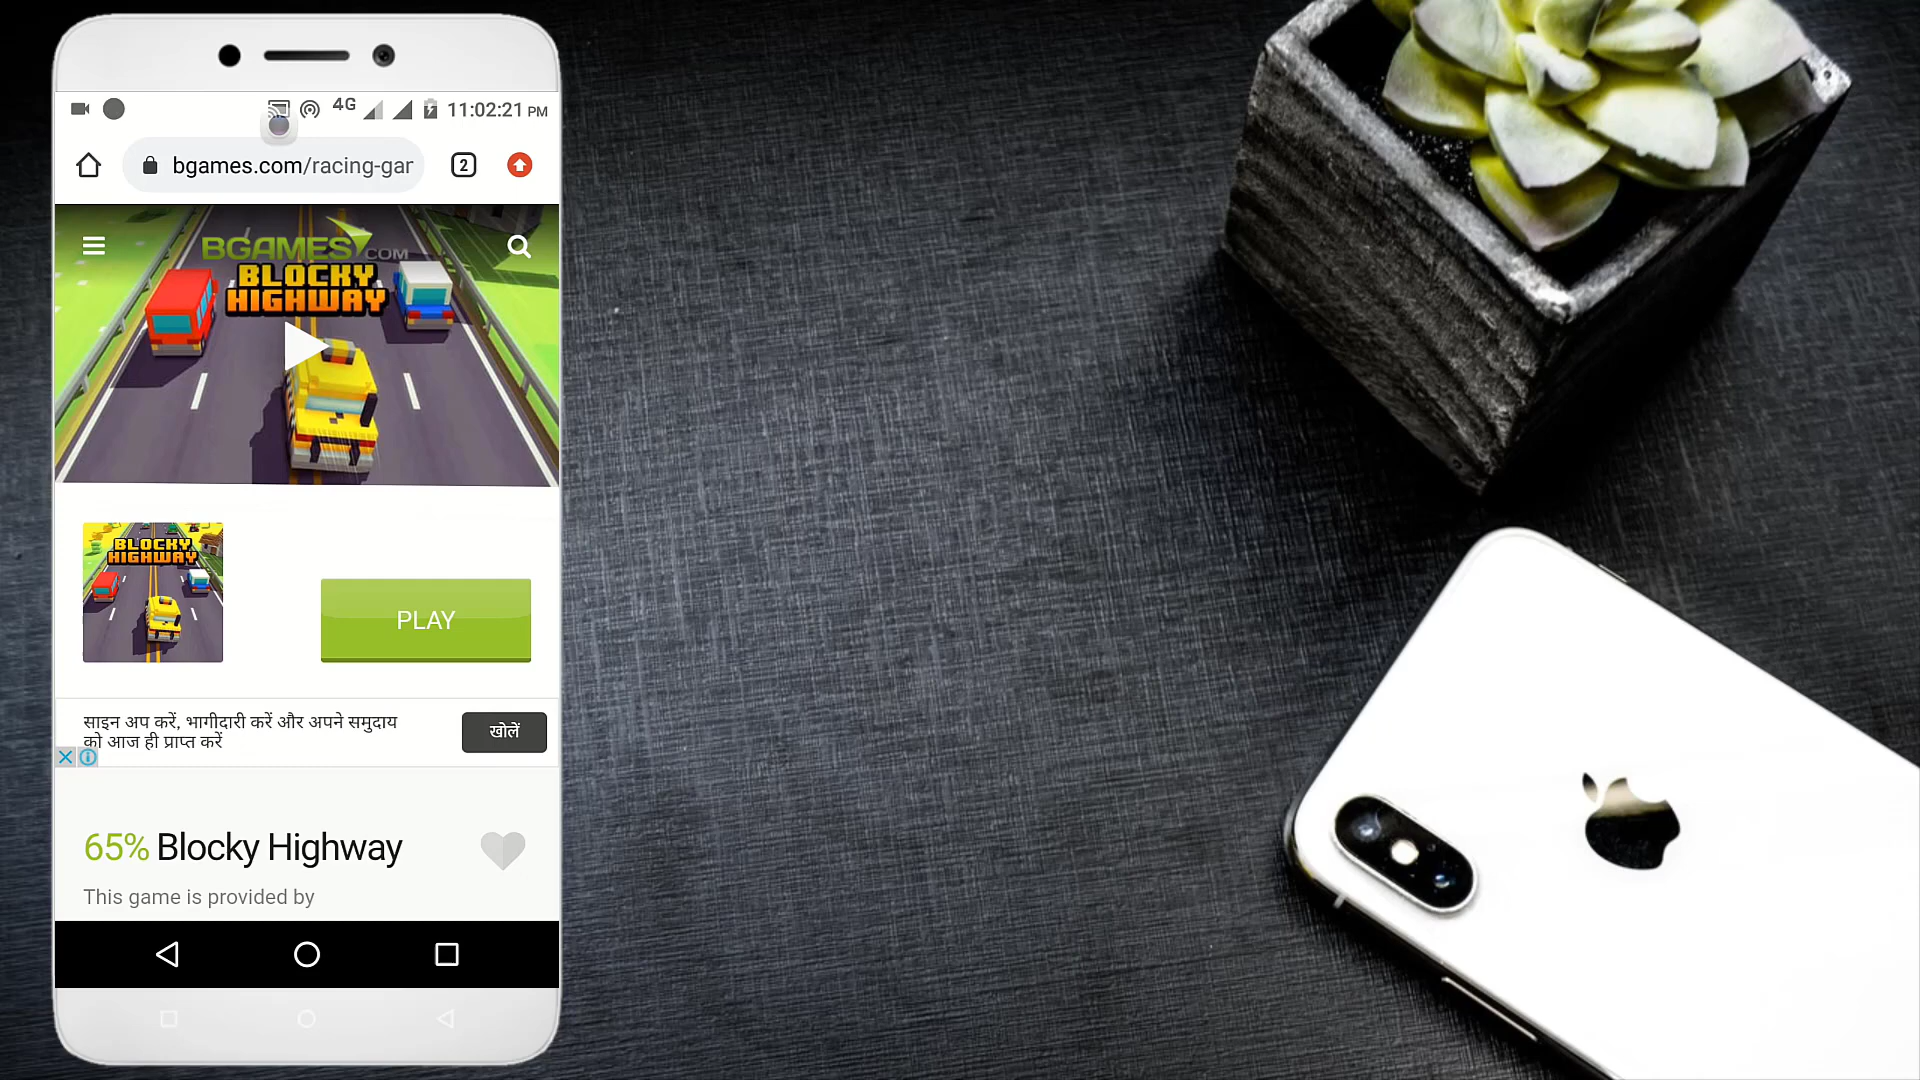 4G 11:02:21 PM
bgames.com/racing-gar
2
BGAMES.COM
BLOCKY
HIGHWAY
BLOCKY
HIGHWAY
PLAY
साइन अप करें, भागीदारी करें और अपने समुदाय
को आज ही प्राप्त करें
खोलें
65% Blocky Highway
This game is provided by